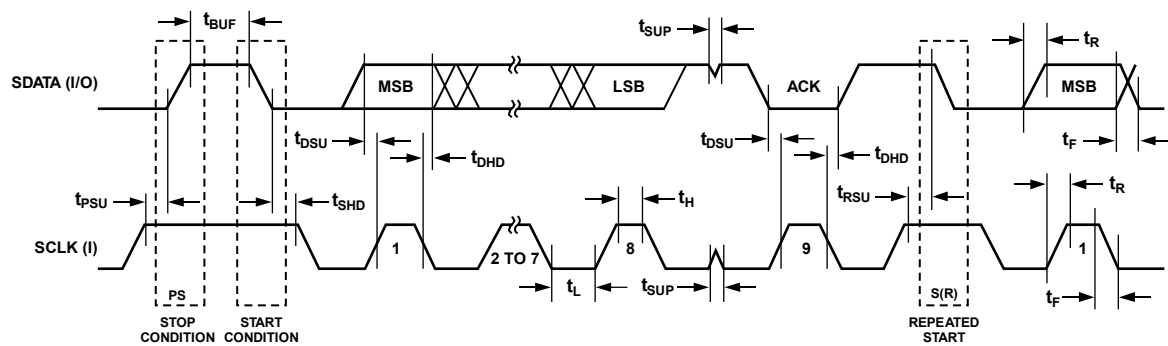 tBUF
tSUP
tR
SDATA (I/O)
MSB
LSB
ACK
MSB
tDSU
tDHD
tDSU
tDHD
tF
tPSU
tSHD
tH
tRSU
tR
SCLK (I)
1
2 TO 7
8
9
1
tL
tSUP
tF
PS
S(R)
STOP
CONDITION
START
CONDITION
REPEATED
START